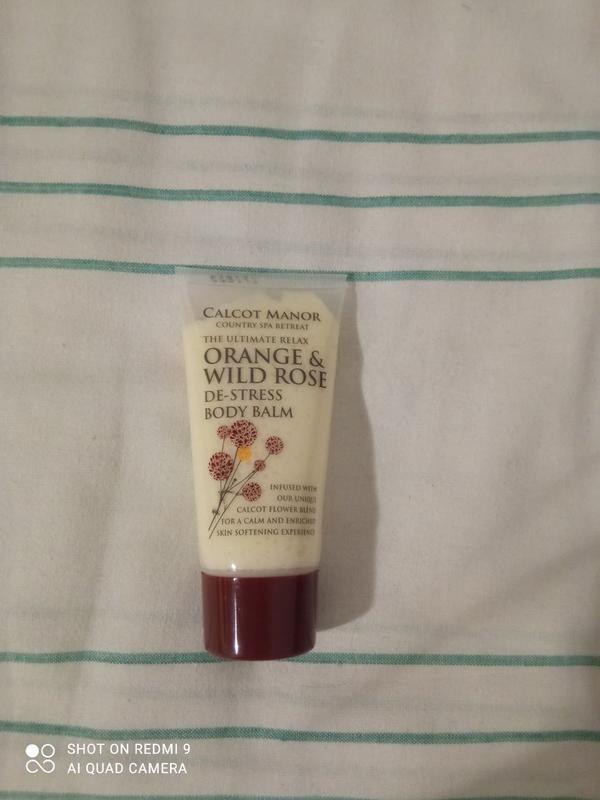 CALCOT MANOR
COUNTRY SPA RETREAT
THE ULTIMATE RELAX
ORANGE &
WILD ROSE
DE-STRESS
BODY BALM
INFUSED WITH
OUR UNIQUE
CALCOT FLOWER BLEND
FOR A CALM AND ENRICHED
SKIN SOFTENING EXPERIENCE
SHOT ON REDMI 9
AI QUAD CAMERA